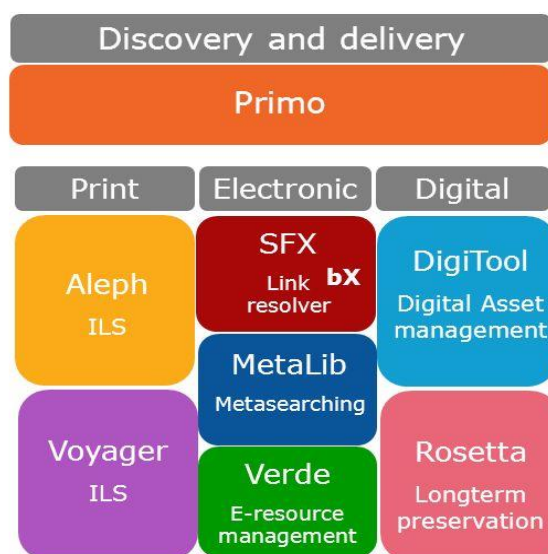 Discovery and delivery
Primo
Print
Electronic
Digital
Aleph
ILS
Voyager
ILS
SFX
Link
resolver
bX
MetaLib
Metasearching
Verde
E-resource
management
DigiTool
Digital Asset
management
Rosetta
Longterm
preservation